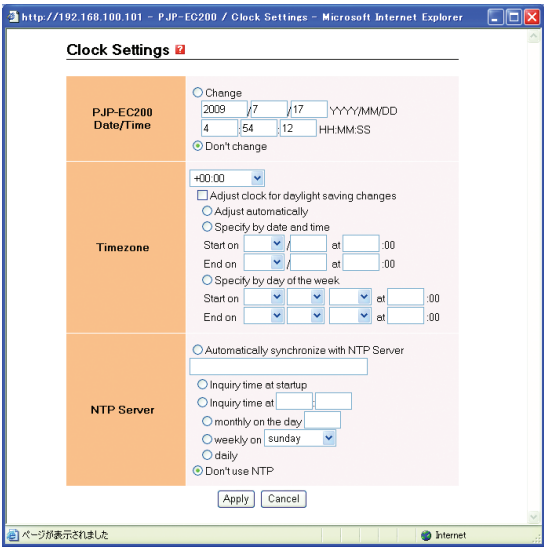 http://192.168.100.101 - PJP-EC200 / Clock Settings - Microsoft Internet Explorer
Clock Settings ?
PJP-EC200
Date/Time
Change
2009 / 7 / 17 YYYY/MM/DD
4 : 54 : 12 HH:MM:SS
Don't change
Timezone
+00:00
Adjust clock for daylight saving changes
Adjust automatically
Specify by date and time
Start on / at :00
End on / at :00
Specify by day of the week
Start on at :00
End on at :00
NTP Server
Automatically synchronize with NTP Server
Inquiry time at startup
Inquiry time at :
monthly on the day
weekly on sunday
daily
Don't use NTP
Apply Cancel
ページが表示されました Internet